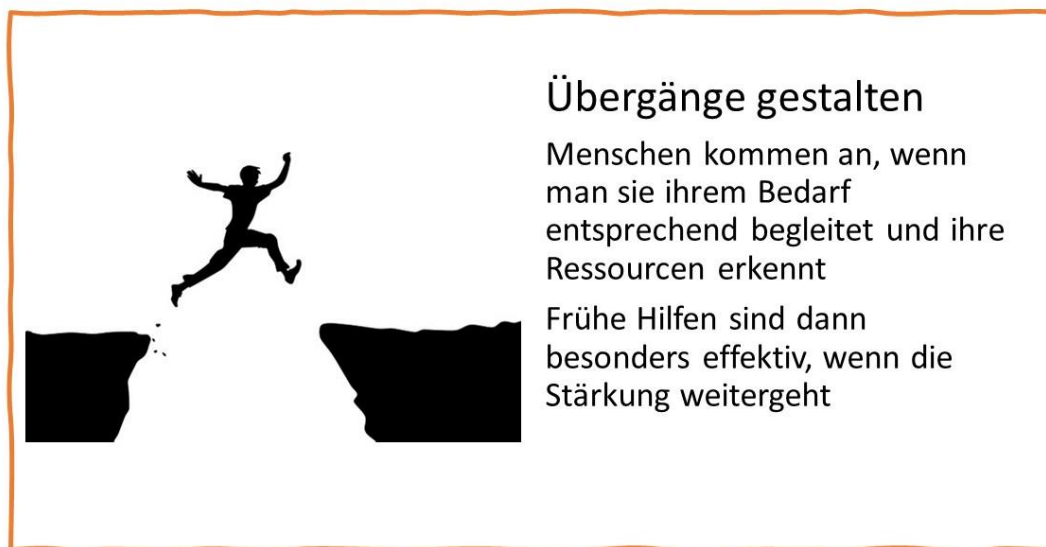 Übergänge gestalten
Menschen kommen an, wenn
man sie ihrem Bedarf
entsprechend begleitet und ihre
Ressourcen erkennt
Frühe Hilfen sind dann
besonders effektiv, wenn die
Stärkung weitergeht